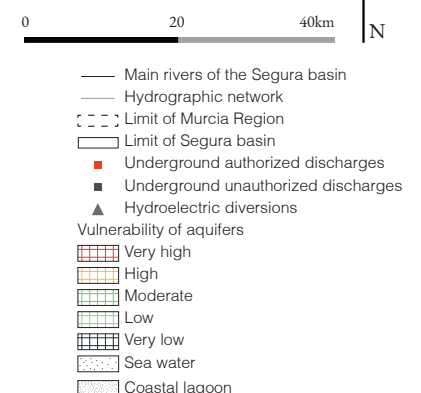 0 20 40km
N
Main rivers of the Segura basin
Hydrographic network
Limit of Murcia Region
Limit of Segura basin
Underground authorized discharges
Underground unauthorized discharges
Hydroelectric diversions
Vulnerability of aquifers
Very high
High
Moderate
Low
Very low
Sea water
Coastal lagoon